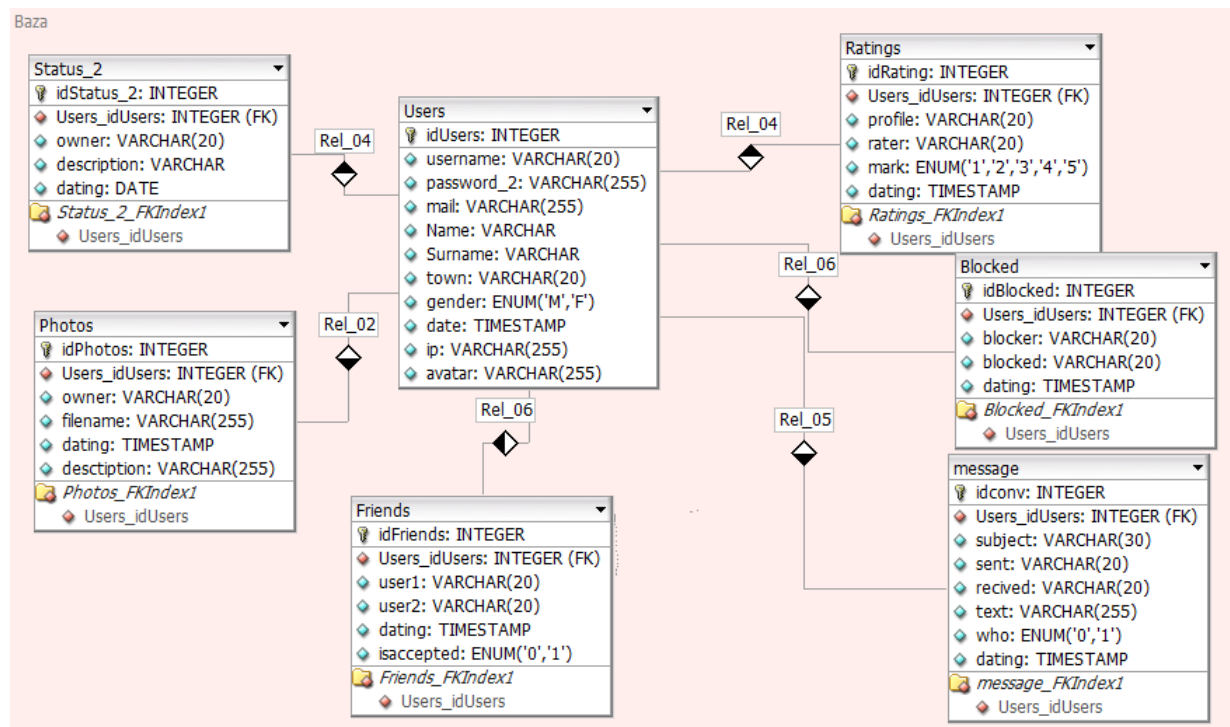 Baza
Status_2
idStatus_2: INTEGER
Users_idUsers: INTEGER (FK)
owner: VARCHAR(20)
description: VARCHAR
dating: DATE
Status_2_FKIndex1
Users_idUsers
Rel_04
Photos
idPhotos: INTEGER
Users_idUsers: INTEGER (FK)
owner: VARCHAR(20)
filename: VARCHAR(255)
dating: TIMESTAMP
desctiption: VARCHAR(255)
Photos_FKIndex1
Users_idUsers
Rel_02
Users
idUsers: INTEGER
username: VARCHAR(20)
password_2: VARCHAR(255)
mail: VARCHAR(255)
Name: VARCHAR
Surname: VARCHAR
town: VARCHAR(20)
gender: ENUM('M','F')
date: TIMESTAMP
ip: VARCHAR(255)
avatar: VARCHAR(255)
Rel_06
Friends
idFriends: INTEGER
Users_idUsers: INTEGER (FK)
user1: VARCHAR(20)
user2: VARCHAR(20)
dating: TIMESTAMP
isaccepted: ENUM('0','1')
Friends_FKIndex1
Users_idUsers
Rel_04
Ratings
idRating: INTEGER
Users_idUsers: INTEGER (FK)
profile: VARCHAR(20)
rater: VARCHAR(20)
mark: ENUM('1','2','3','4','5')
dating: TIMESTAMP
Ratings_FKIndex1
Users_idUsers
Rel_06
Blocked
idBlocked: INTEGER
Users_idUsers: INTEGER (FK)
blocker: VARCHAR(20)
blocked: VARCHAR(20)
dating: TIMESTAMP
Blocked_FKIndex1
Users_idUsers
Rel_05
message
idconv: INTEGER
Users_idUsers: INTEGER (FK)
subject: VARCHAR(30)
sent: VARCHAR(20)
recived: VARCHAR(20)
text: VARCHAR(255)
who: ENUM('0','1')
dating: TIMESTAMP
message_FKIndex1
Users_idUsers